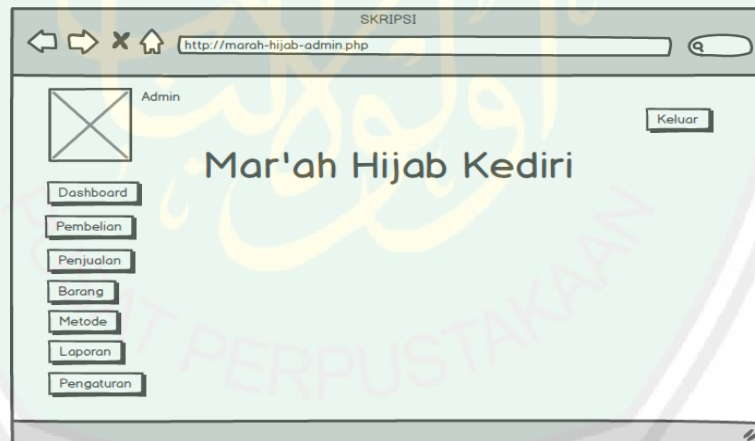 SKRIPSI
http://marah-hijab-admin.php
Admin
Keluar
Mar'ah Hijab Kediri
Dashboard
Pembelian
Penjualan
Barang
Metode
Laporan
Pengaturan
PERPUSTAKAAN